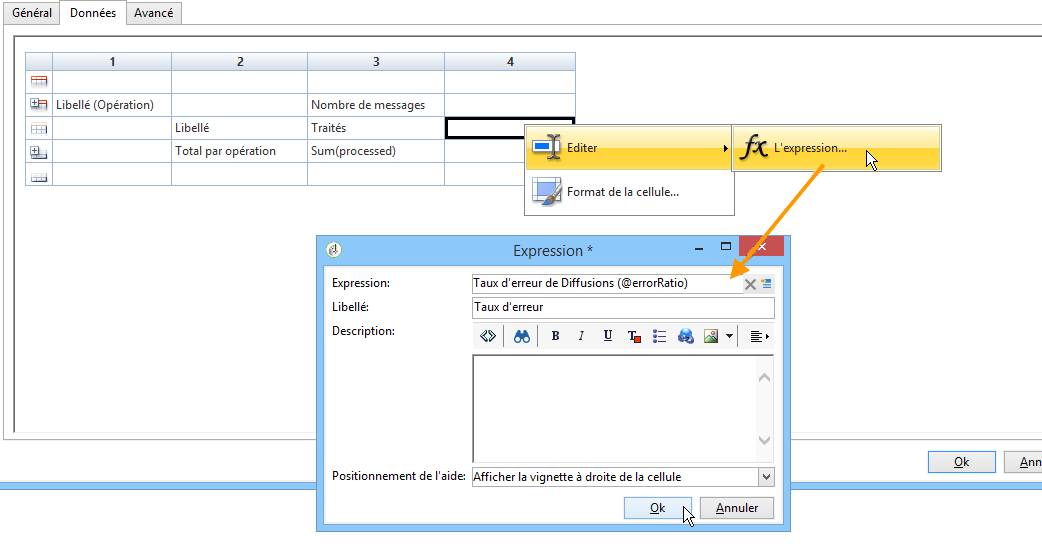 Général Données Avancé
1 2 3 4
Libellé (Opération) Nombre de messages
Libellé Traités
Total par opération Sum(processed)
Editer
fx L'expression...
Format de la cellule...
Expression *
Expression: Taux d'erreur de Diffusions (@errorRatio)
Libellé: Taux d'erreur
Description:
B I U T
Positionnement de l'aide: Afficher la vignette à droite de la cellule
Ok Annuler
Ok Ann